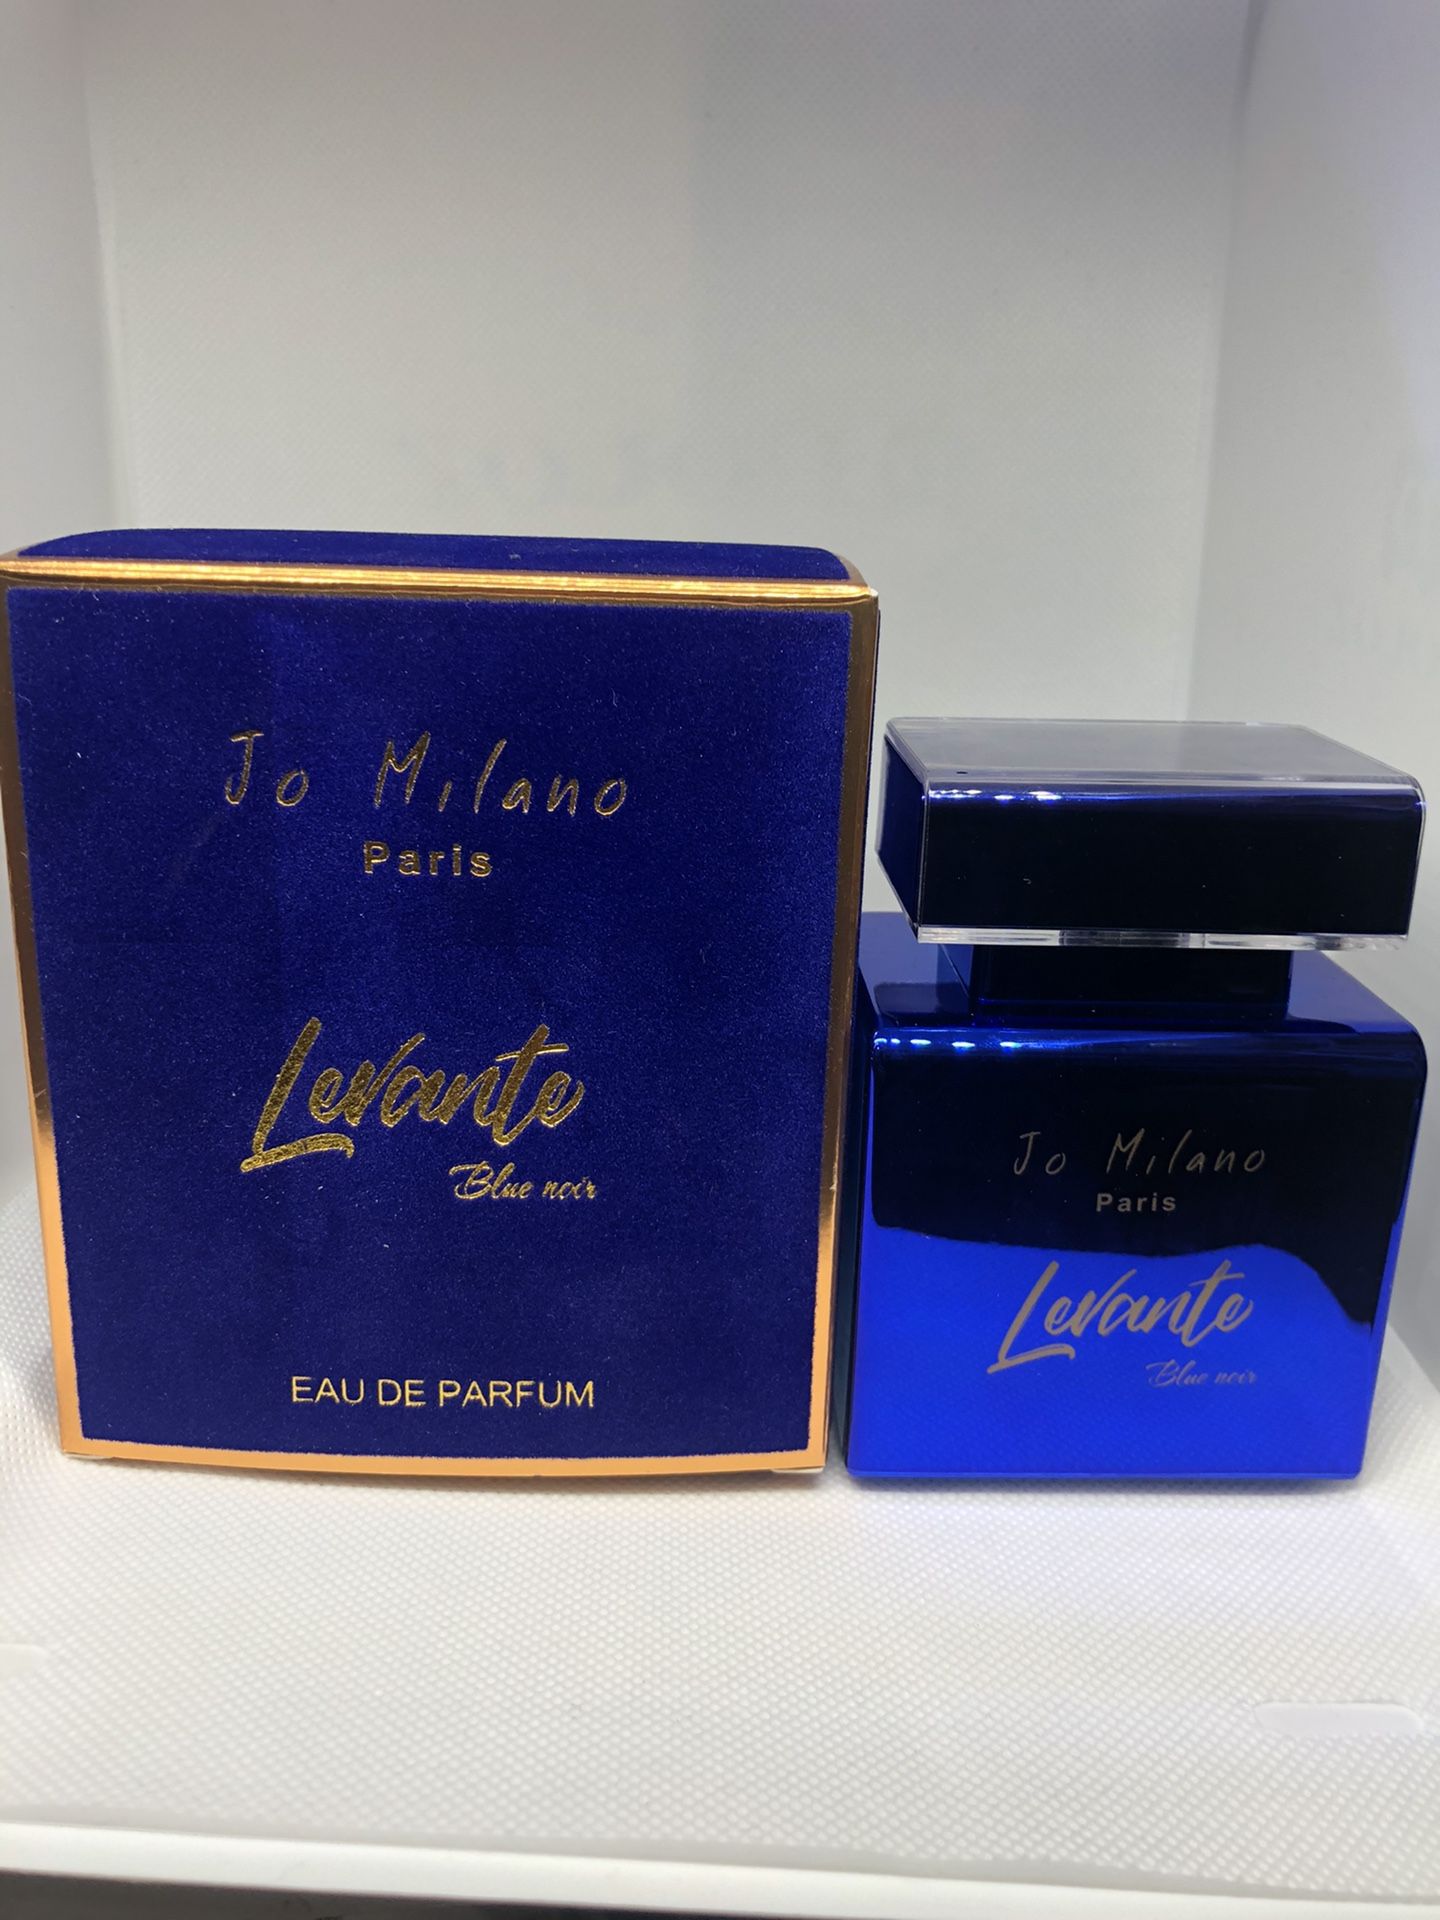 Jo Milano
Paris
Levante
Blue noir
EAU DE PARFUM
Jo Milano
Paris
Levante
Blue noir